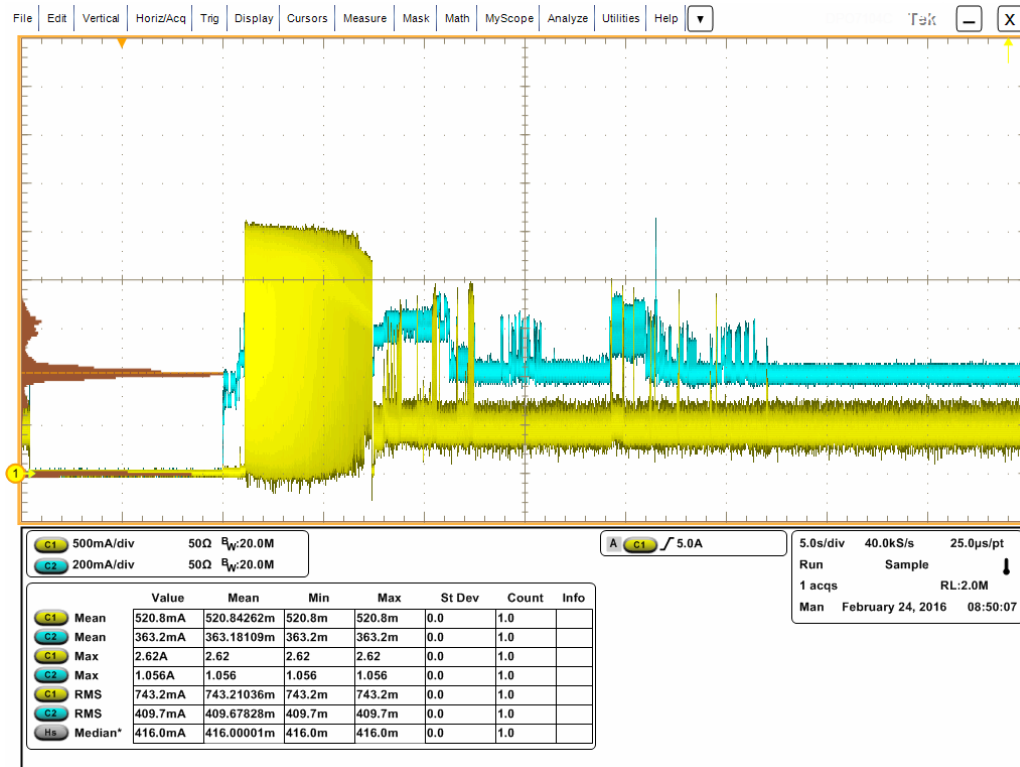 File Edit Vertical Horiz/Acq Trig Display Cursors Measure Mask Math MyScope Analyze Utilities Help ▼ Tek – X
1
C1 500mA/div 50Ω BW:20.0M
C2 200mA/div 50Ω BW:20.0M
A C1 5.0A
5.0s/div 40.0kS/s 25.0µs/pt
Run Sample
1 acqs RL:2.0M
Man February 24, 2016 08:50:07
Value Mean Min Max St Dev Count Info
C1 Mean 520.8mA 520.84262m 520.8m 520.8m 0.0 1.0
C2 Mean 363.2mA 363.18109m 363.2m 363.2m 0.0 1.0
C1 Max 2.62A 2.62 2.62 2.62 0.0 1.0
C2 Max 1.056A 1.056 1.056 1.056 0.0 1.0
C1 RMS 743.2mA 743.21036m 743.2m 743.2m 0.0 1.0
C2 RMS 409.7mA 409.67828m 409.7m 409.7m 0.0 1.0
Hs Median* 416.0mA 416.00001m 416.0m 416.0m 0.0 1.0